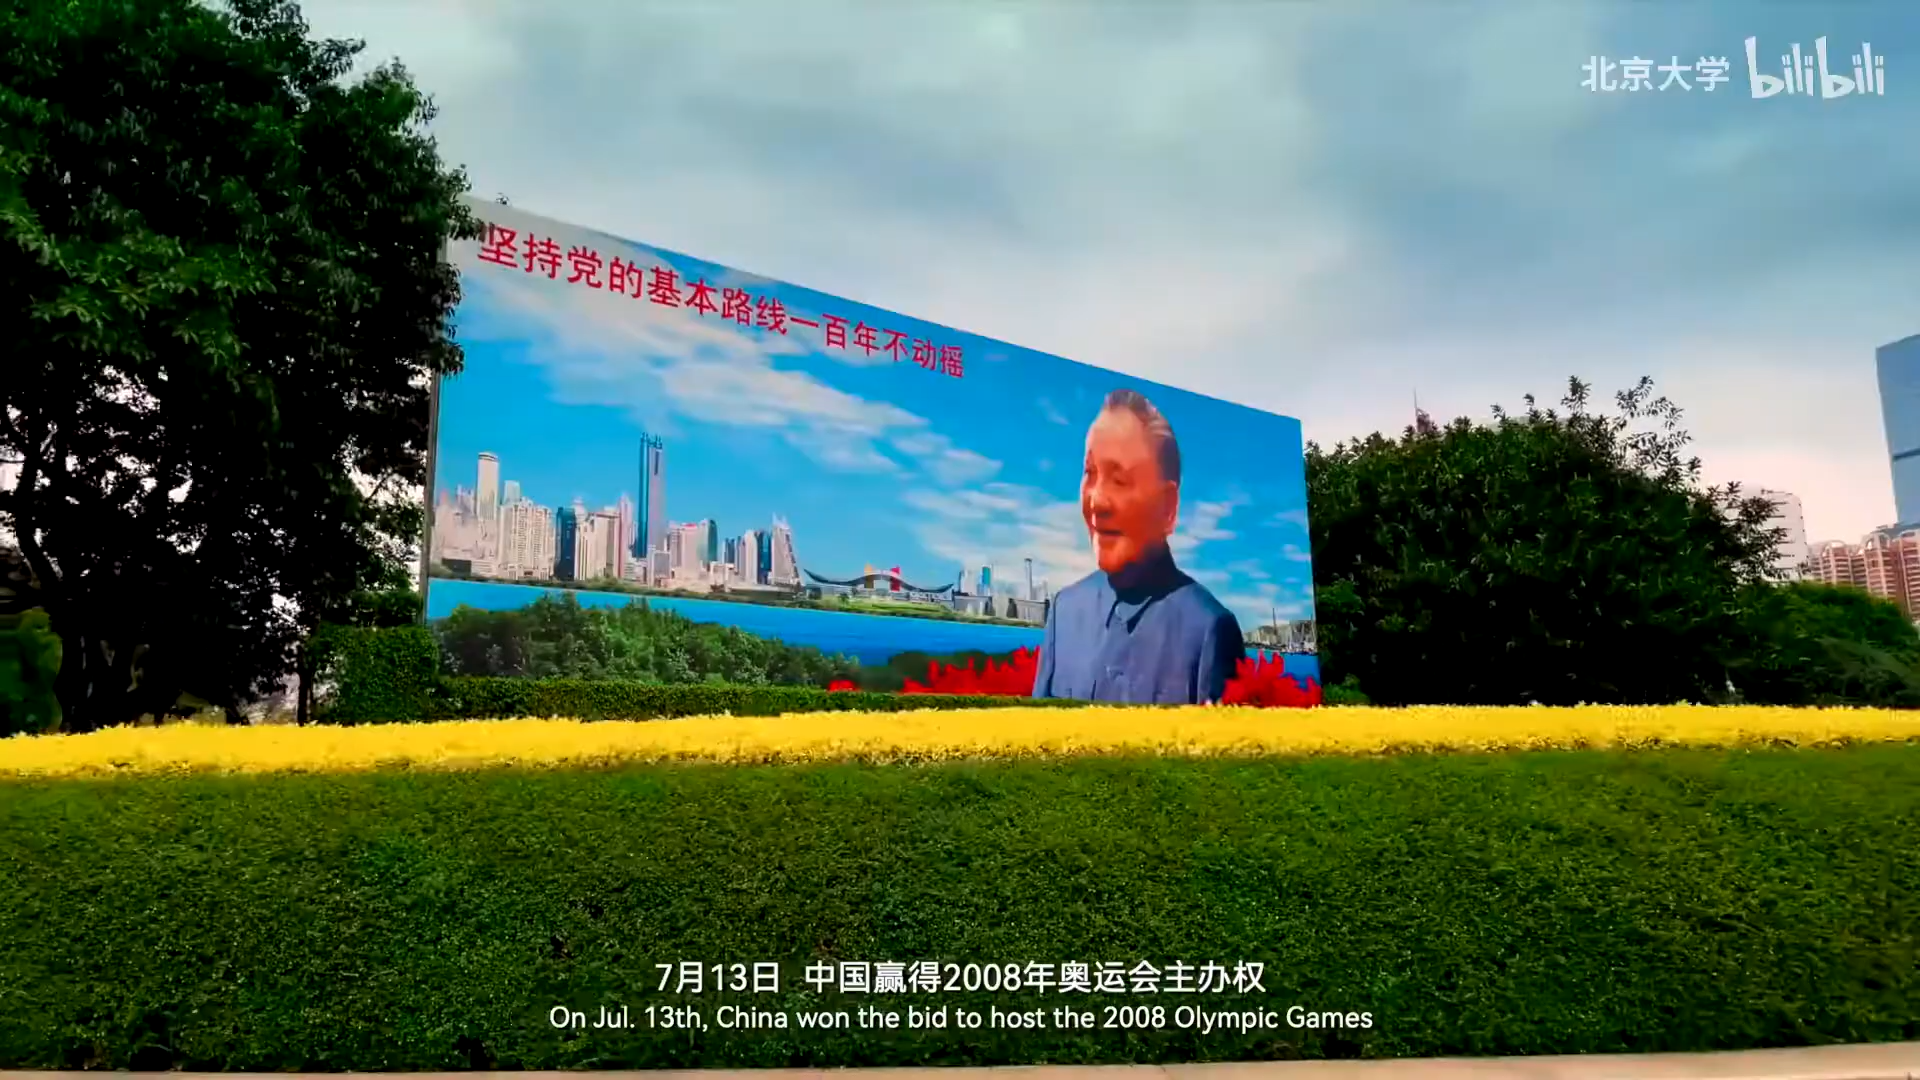 北京大学 bilibili
坚持党的基本路线一百年不动摇
7月13日 中国赢得2008年奥运会主办权
On Jul. 13th, China won the bid to host the 2008 Olympic Games